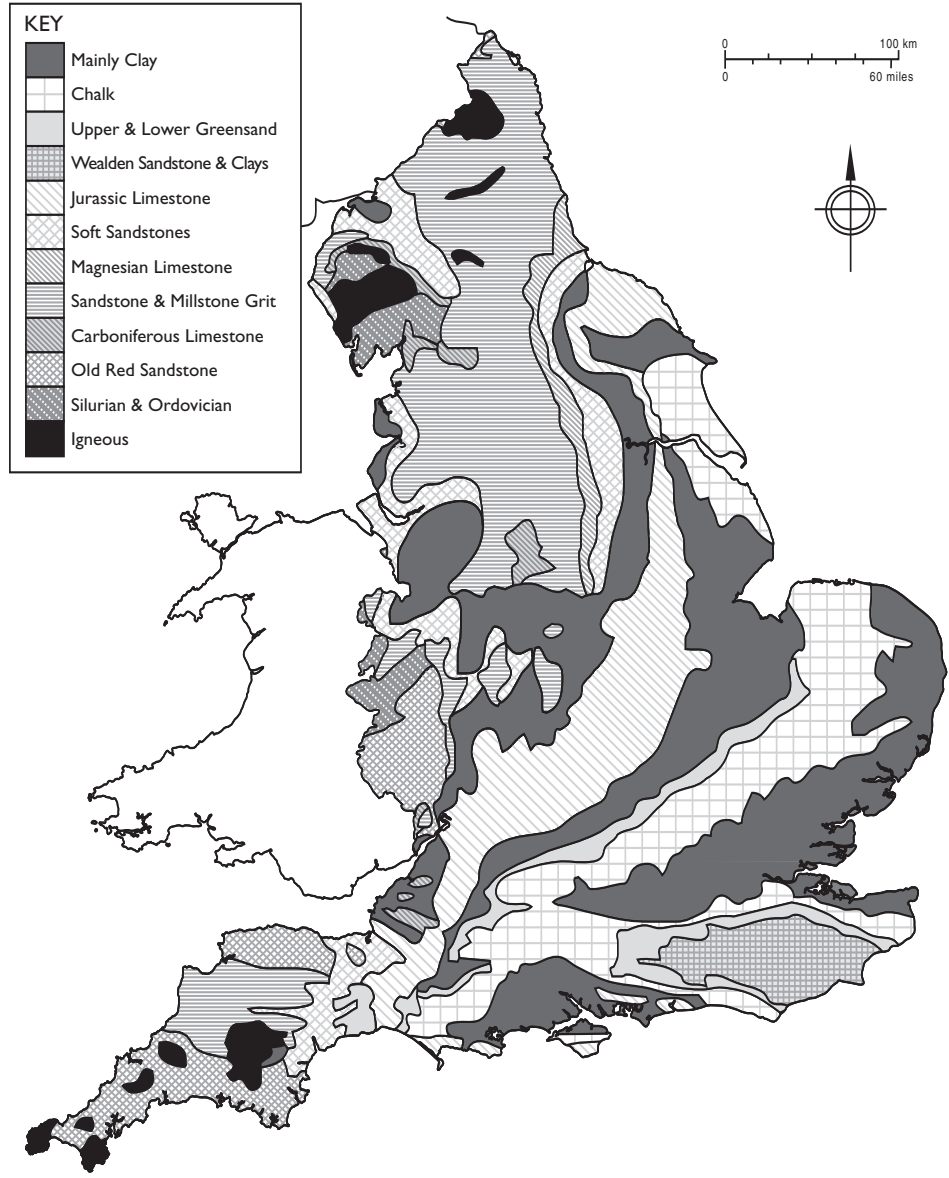 KEY
Mainly Clay
Chalk
Upper & Lower Greensand
Wealden Sandstone & Clays
Jurassic Limestone
Soft Sandstones
Magnesian Limestone
Sandstone & Millstone Grit
Carboniferous Limestone
Old Red Sandstone
Silurian & Ordovician
Igneous
0 100 km
0 60 miles